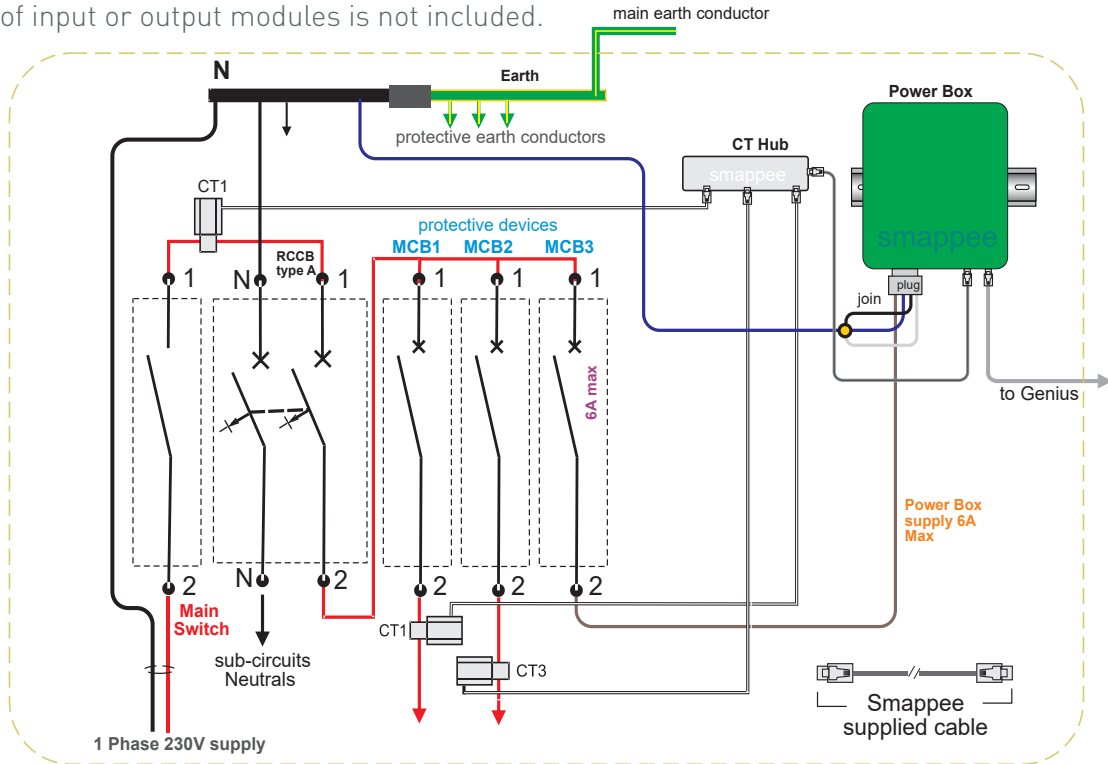 of input or output modules is not included.
main earth conductor
N
Earth
Power Box
protective earth conductors
CT Hub
smappee
CT1
protective devices
MCB1 MCB2 MCB3
smappee
RCCB
type A
1
N
1
1
1
1
plug
join
6A max
to Genius
Power Box
supply 6A
Max
2
N
2
2
2
2
Main
Switch
CT1
sub-circuits
Neutrals
CT3
Smappee
supplied cable
1 Phase 230V supply